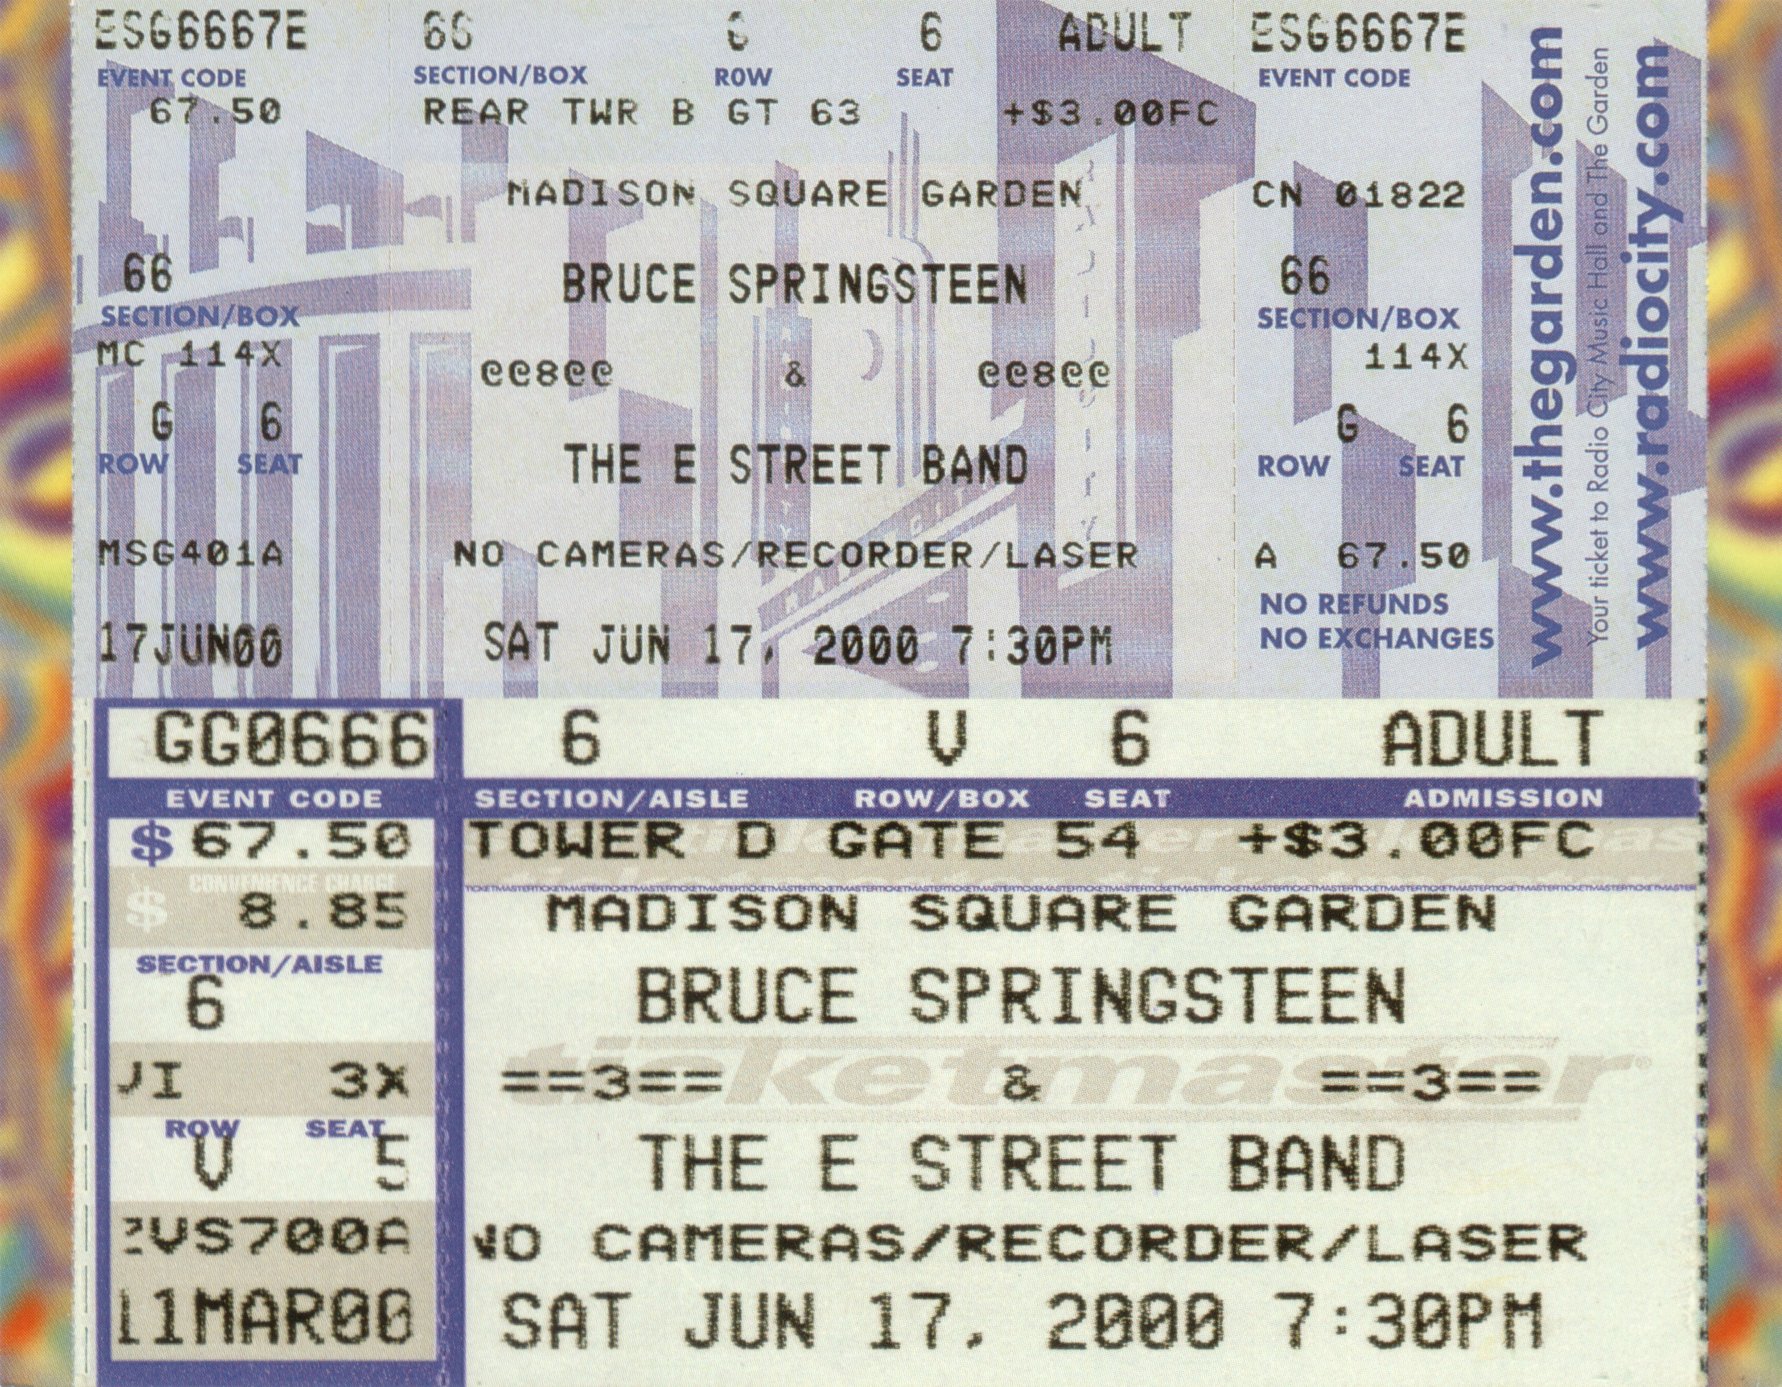 ESG6667E 66 G 6 ADULT ESG6667E
EVENT CODE SECTION/BOX ROW SEAT EVENT CODE
67.50 REAR TWR B GT 63 +$3.00FC
MADISON SQUARE GARDEN CN 01822
66 BRUCE SPRINGSTEEN 66
SECTION/BOX SECTION/BOX
MC 114X @@8@@ & @@8@@ 114X
G 6 THE E STREET BAND G 6
ROW SEAT ROW SEAT
MSG401A NO CAMERAS/RECORDER/LASER A 67.50
NO REFUNDS
17JUN00 SAT JUN 17, 2000 7:30PM NO EXCHANGES
www.thegarden.com
Your ticket to Radio City Music Hall and The Garden
www.radiocity.com
GG0666 6 V 6 ADULT
EVENT CODE SECTION/AISLE ROW/BOX SEAT ADMISSION
$ 67.50 TOWER D GATE 54 +$3.00FC
CONVENIENCE CHARGE
$ 8.85 MADISON SQUARE GARDEN
SECTION/AISLE
6 BRUCE SPRINGSTEEN
ticketmaster
3X ==3== & ==3==
ROW SEAT
V 5 THE E STREET BAND
VS700A NO CAMERAS/RECORDER/LASER
11MAR00 SAT JUN 17, 2000 7:30PM